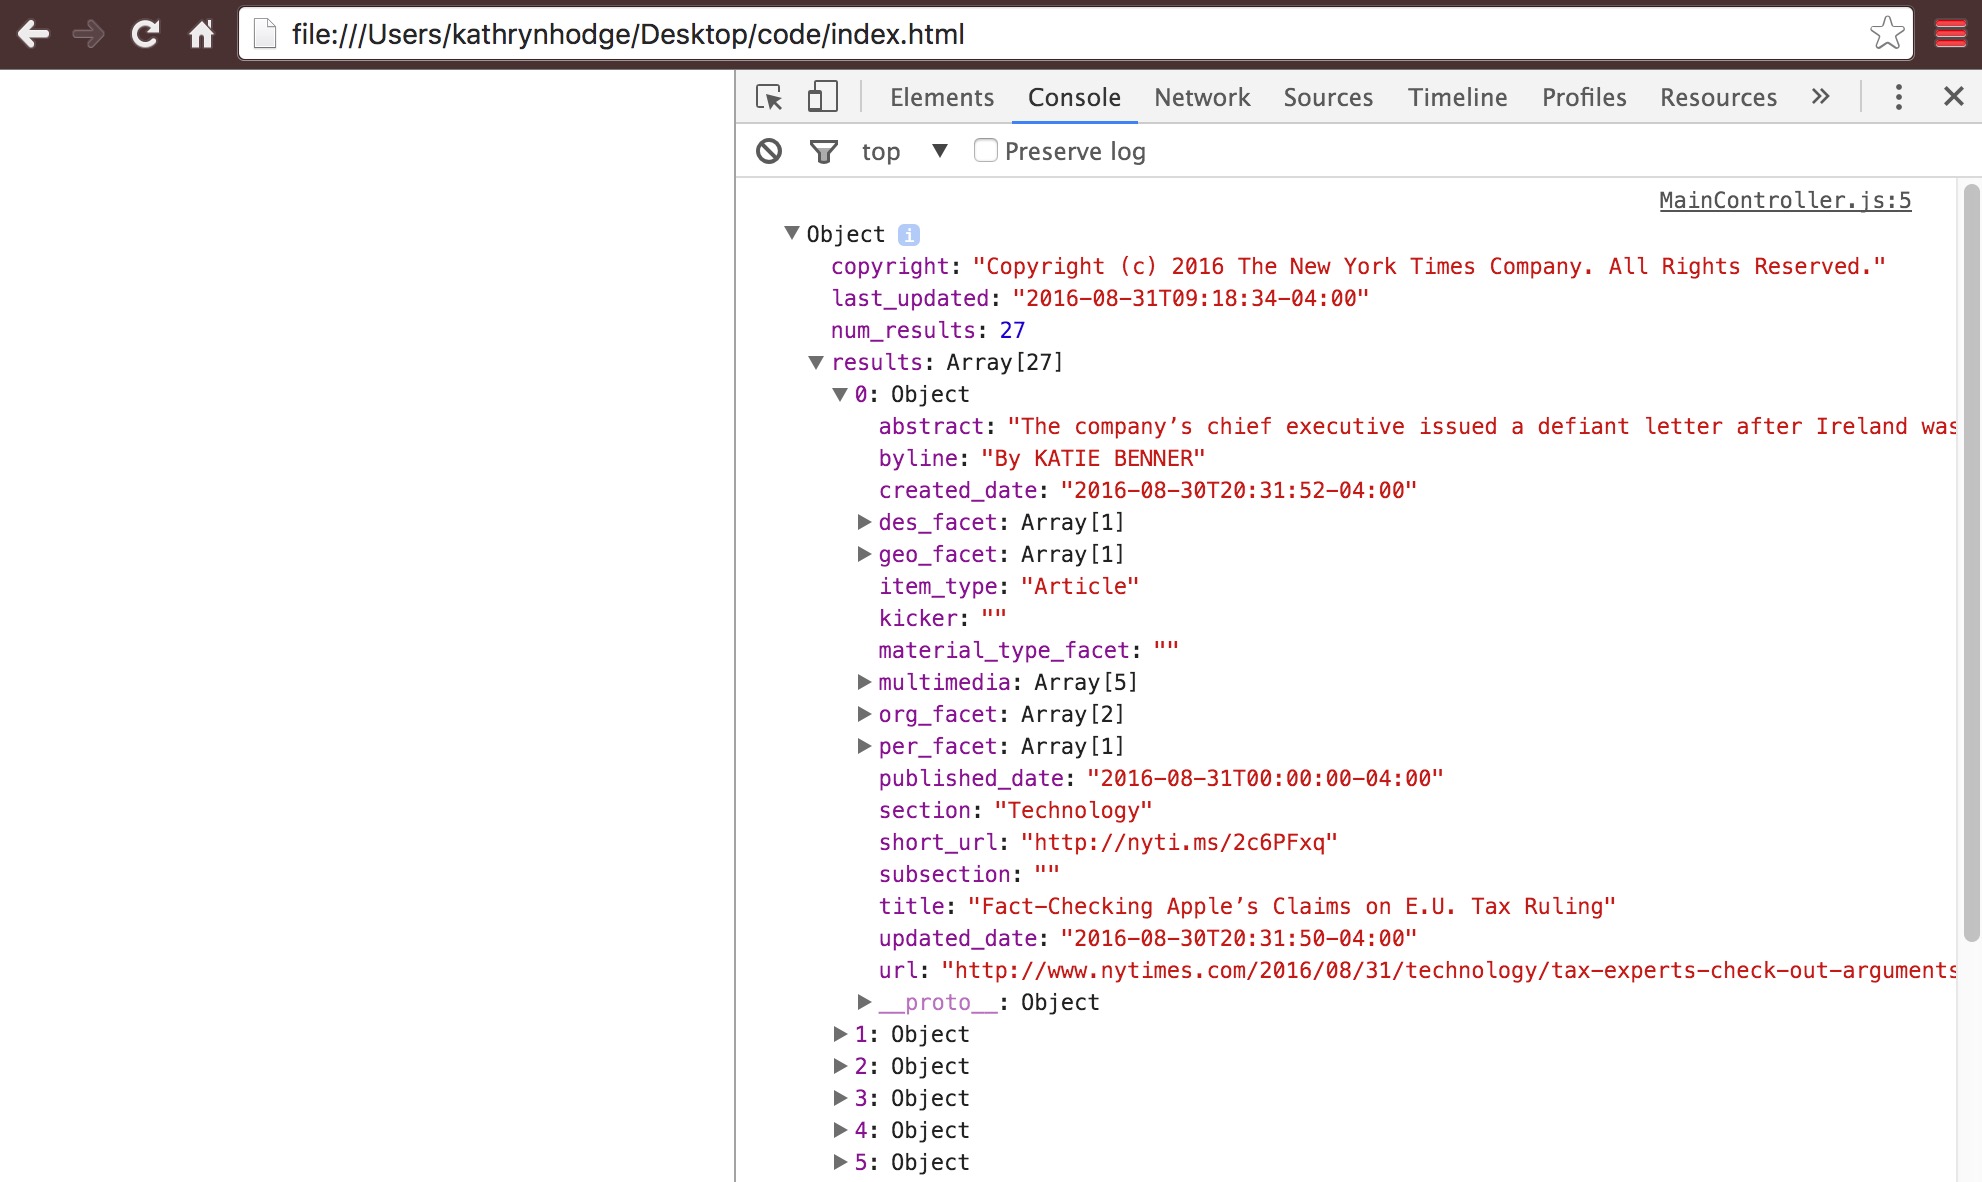 file:///Users/kathrynhodge/Desktop/code/index.html
Elements Console Network Sources Timeline Profiles Resources »
top ▼ Preserve log
MainController.js:5
▼ Object i
copyright: "Copyright (c) 2016 The New York Times Company. All Rights Reserved."
last_updated: "2016-08-31T09:18:34-04:00"
num_results: 27
▼ results: Array[27]
▼ 0: Object
abstract: "The company’s chief executive issued a defiant letter after Ireland was
byline: "By KATIE BENNER"
created_date: "2016-08-30T20:31:52-04:00"
▶ des_facet: Array[1]
▶ geo_facet: Array[1]
item_type: "Article"
kicker: ""
material_type_facet: ""
▶ multimedia: Array[5]
▶ org_facet: Array[2]
▶ per_facet: Array[1]
published_date: "2016-08-31T00:00:00-04:00"
section: "Technology"
short_url: "http://nyti.ms/2c6PFxq"
subsection: ""
title: "Fact-Checking Apple’s Claims on E.U. Tax Ruling"
updated_date: "2016-08-30T20:31:50-04:00"
url: "http://www.nytimes.com/2016/08/31/technology/tax-experts-check-out-arguments
▶ __proto__: Object
▶ 1: Object
▶ 2: Object
▶ 3: Object
▶ 4: Object
▶ 5: Object